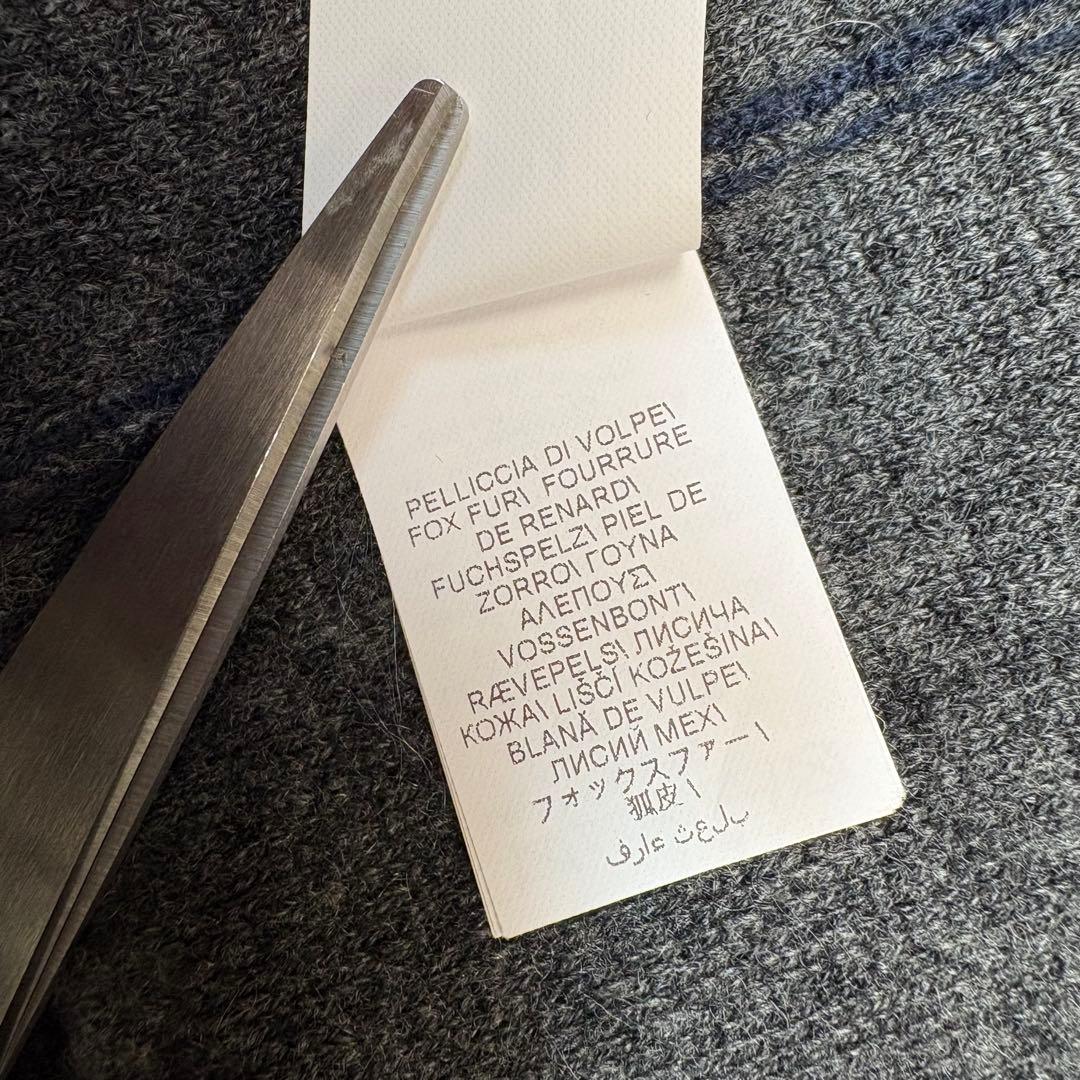 PELLICCIA DI VOLPE\
FOX FUR\ FOURRURE
DE RENARD\
FUCHSPELZ\ PIEL DE
ZORRO\ ΓΟΥΝΑ
ΑΛΕΠΟΥΣ\
VOSSENBONT\
RÆVEPELS\ ЛИСИЧА
КОЖА\ LIŠČÍ KOŽEŠINA\
BLANĂ DE VULPE\
ЛИСИЙ МЕХ\
フォックスファー\
狐皮\
فراء ثعلب